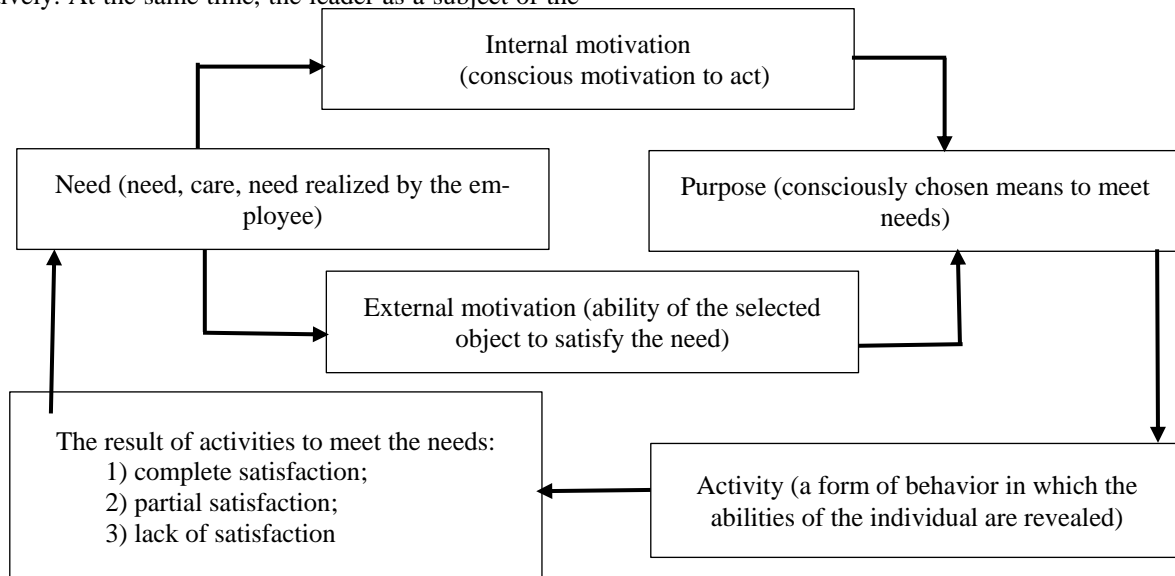 ively. At the same time, the leader as a subject of the
Internal motivation
(conscious motivation to act)
Need (need, care, need realized by the em-
ployee)
Purpose (consciously chosen means to meet
needs)
External motivation (ability of the selected
object to satisfy the need)
The result of activities to meet the needs:
1) complete satisfaction;
2) partial satisfaction;
3) lack of satisfaction
Activity (a form of behavior in which the
abilities of the individual are revealed)